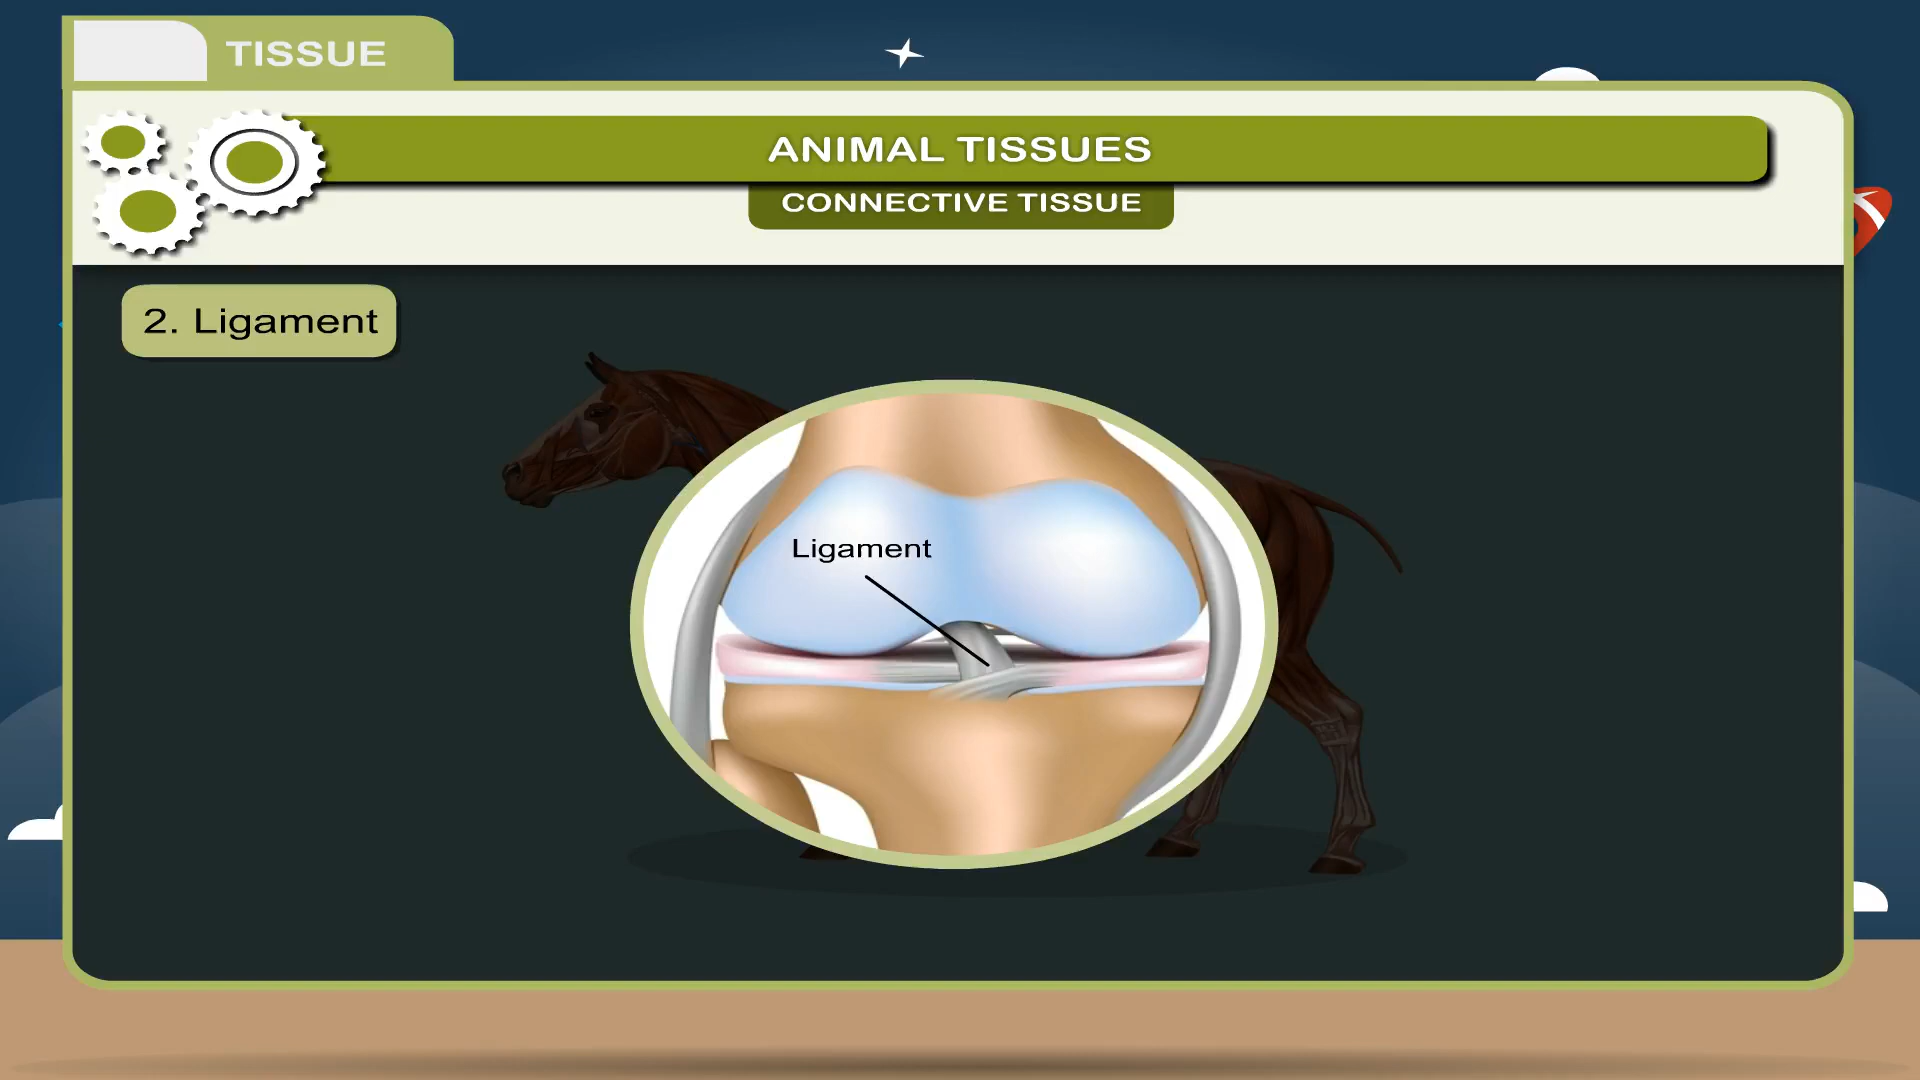 TISSUE
ANIMAL TISSUES
CONNECTIVE TISSUE
2. Ligament
Ligament